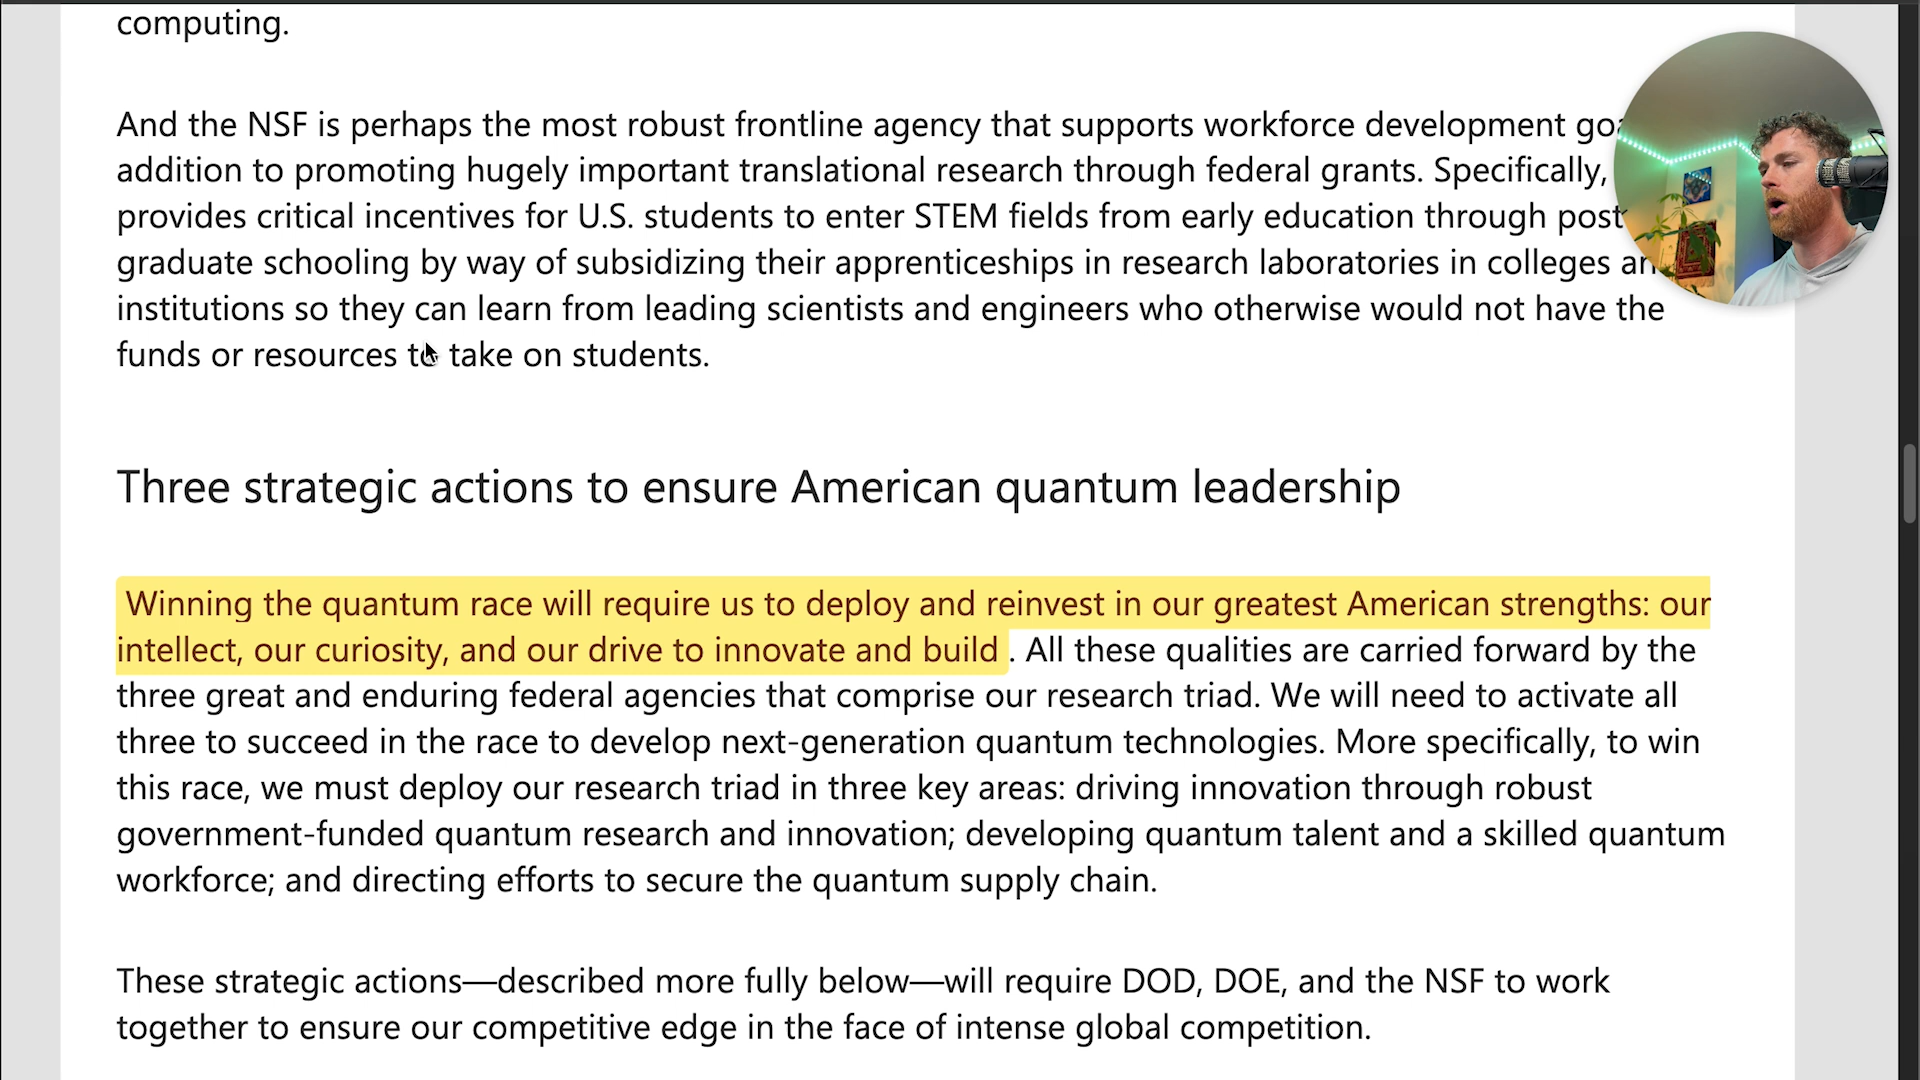 computing.
And the NSF is perhaps the most robust frontline agency that supports workforce development
addition to promoting hugely important translational research through federal grants. Specifically,
provides critical incentives for U.S. students to enter STEM fields from early education through post
graduate schooling by way of subsidizing their apprenticeships in research laboratories in colleges
institutions so they can learn from leading scientists and engineers who otherwise would not have the
funds or resources to take on students.
Three strategic actions to ensure American quantum leadership
Winning the quantum race will require us to deploy and reinvest in our greatest American strengths: our
intellect, our curiosity, and our drive to innovate and build . All these qualities are carried forward by the
three great and enduring federal agencies that comprise our research triad. We will need to activate all
three to succeed in the race to develop next-generation quantum technologies. More specifically, to win
this race, we must deploy our research triad in three key areas: driving innovation through robust
government-funded quantum research and innovation; developing quantum talent and a skilled quantum
workforce; and directing efforts to secure the quantum supply chain.
These strategic actions—described more fully below—will require DOD, DOE, and the NSF to work
together to ensure our competitive edge in the face of intense global competition.